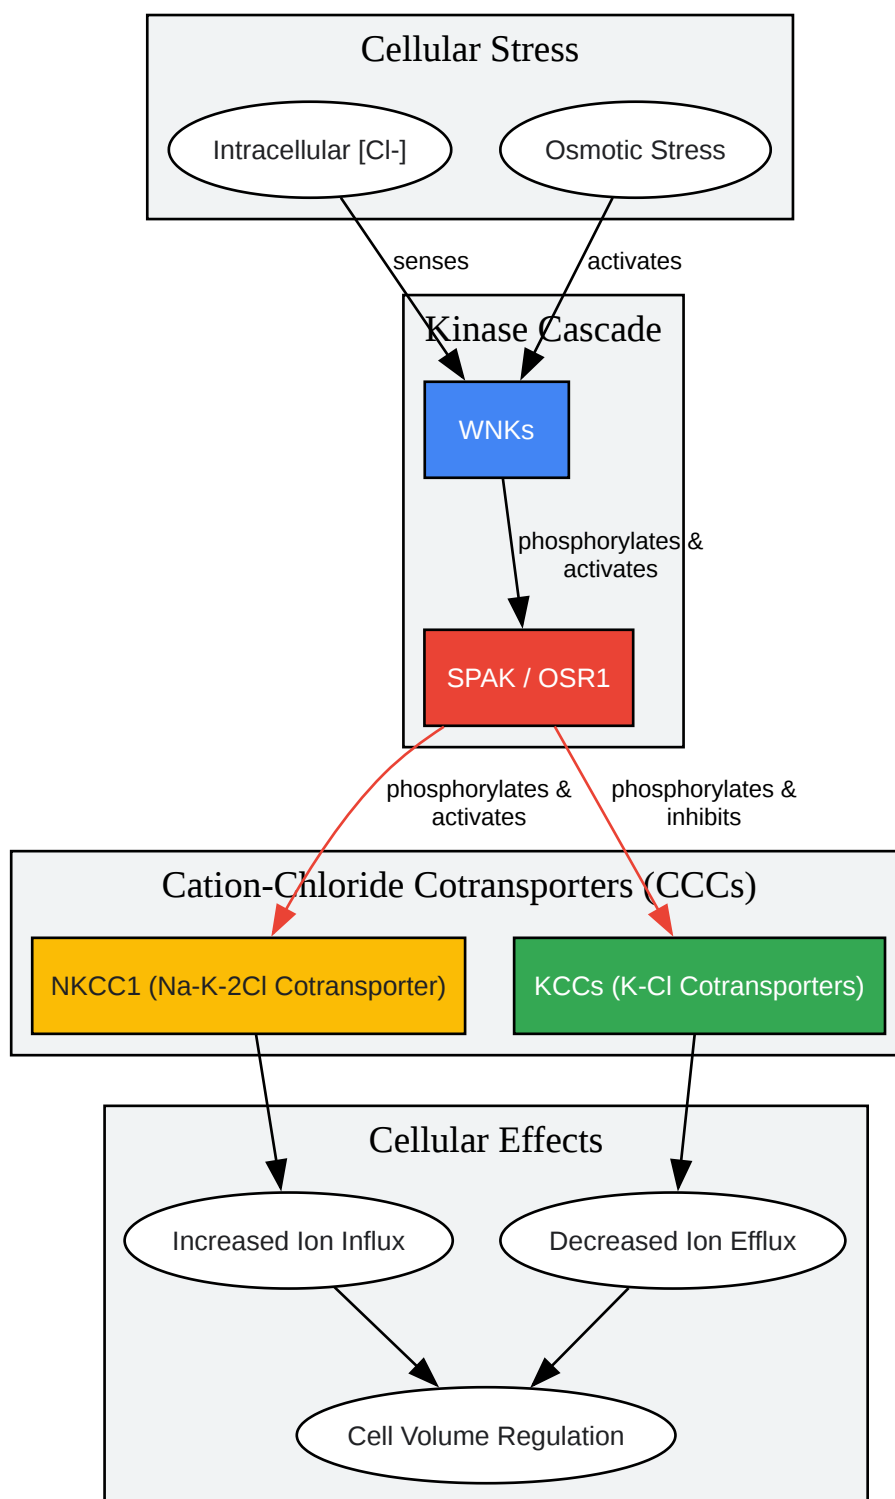 Cellular Stress
Intracellular [Cl-]
Osmotic Stress
senses
activates
Kinase Cascade
WNKs
phosphorylates &
activates
SPAK / OSR1
phosphorylates &
activates
phosphorylates &
inhibits
Cation-Chloride Cotransporters (CCCs)
NKCC1 (Na-K-2Cl Cotransporter)
KCCs (K-Cl Cotransporters)
Cellular Effects
Increased Ion Influx
Decreased Ion Efflux
Cell Volume Regulation